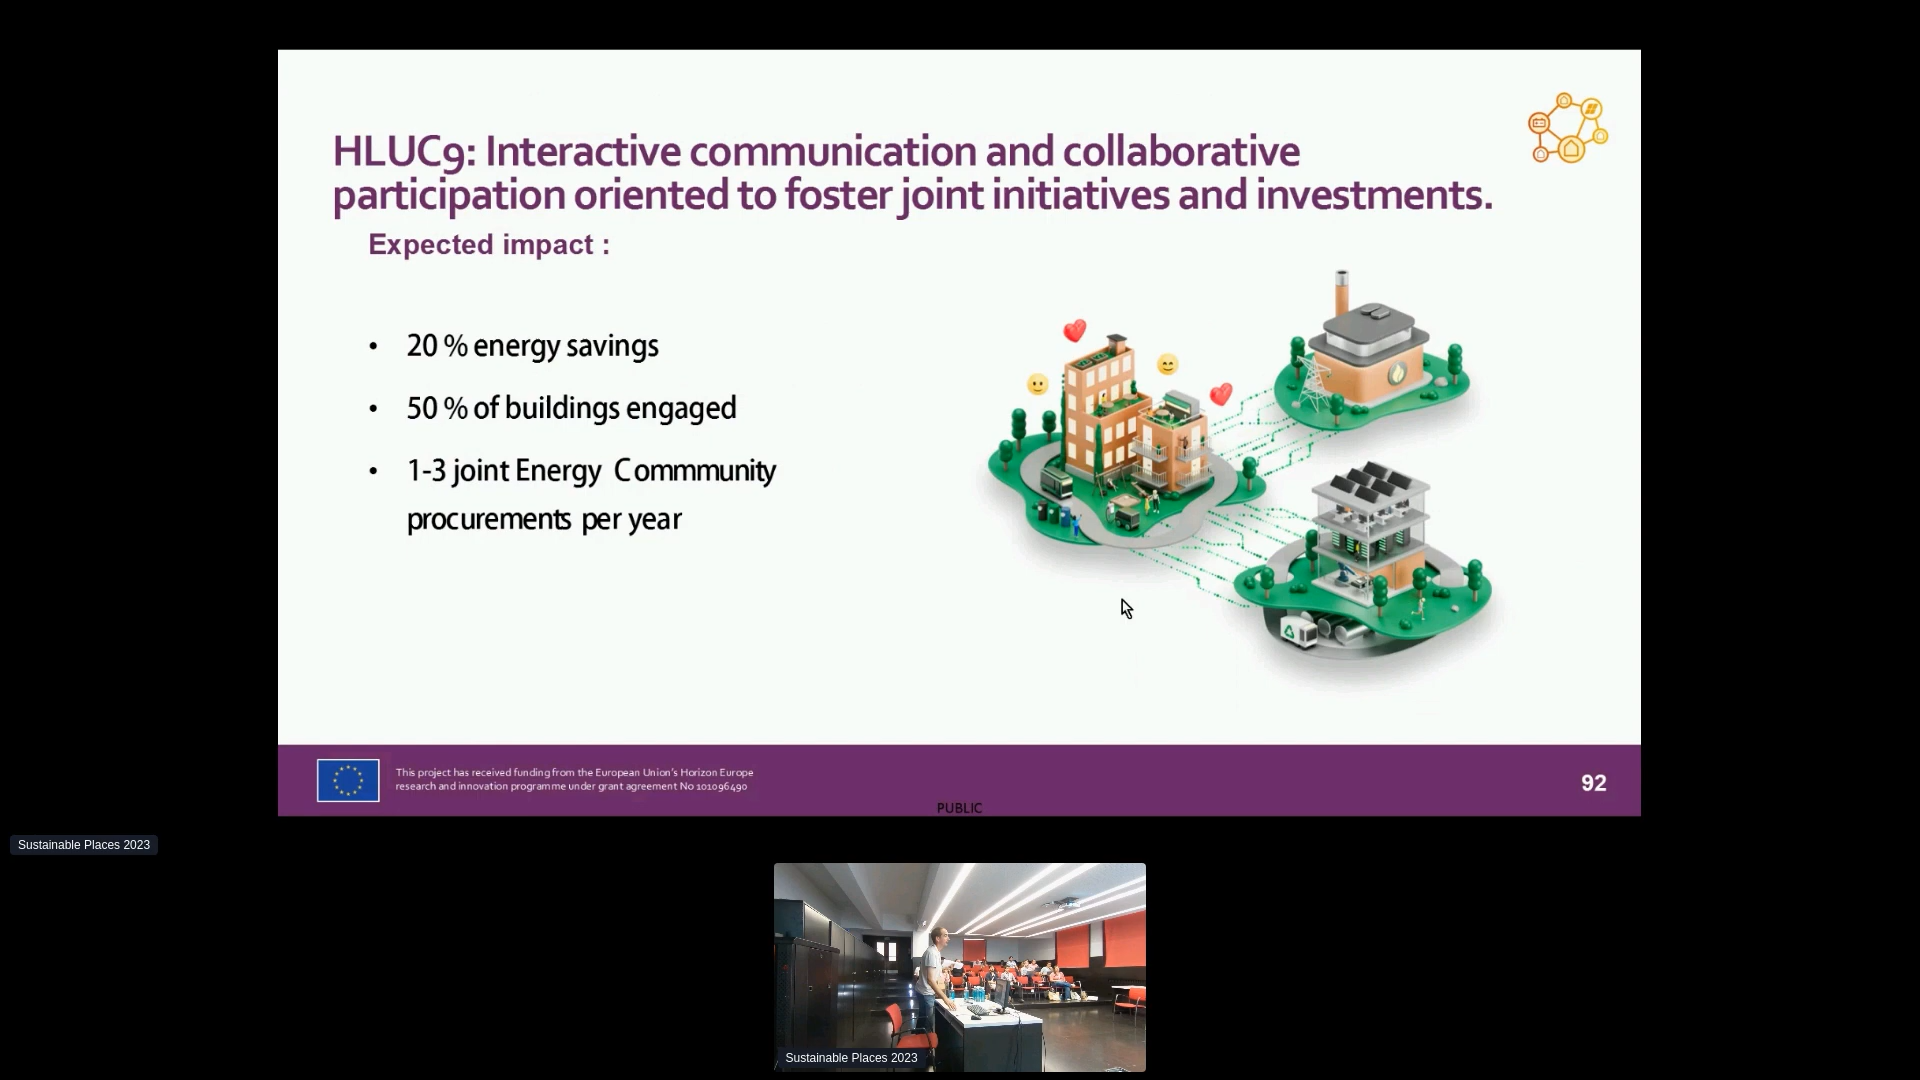 HLUC9: Interactive communication and collaborative
participation oriented to foster joint initiatives and investments.
Expected impact :
• 20 % energy savings
• 50 % of buildings engaged
• 1-3 joint Energy Commmunity
procurements per year
This project has received funding from the European Union's Horizon Europe
research and innovation programme under grant agreement No 101096490
92
PUBLIC
Sustainable Places 2023
Sustainable Places 2023